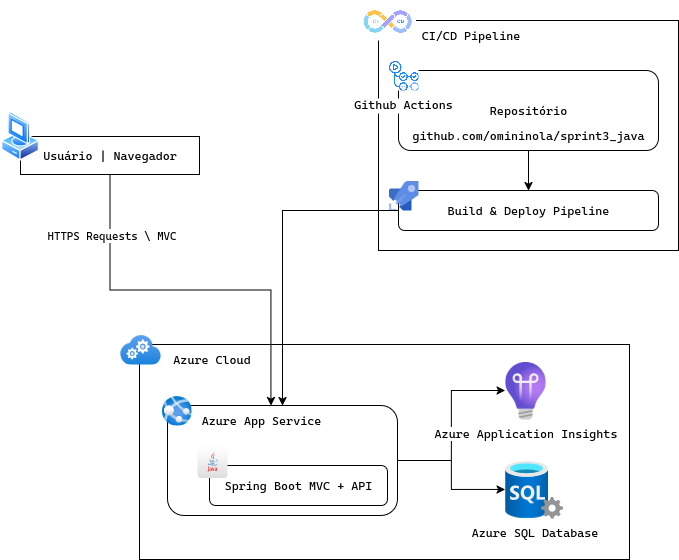 CI CD
CI/CD Pipeline
Github Actions
Repositório
github.com/omininola/sprint3_java
Usuário | Navegador
Build & Deploy Pipeline
HTTPS Requests \ MVC
Azure Cloud
Azure App Service
Java
Spring Boot MVC + API
Azure Application Insights
SQL
Azure SQL Database